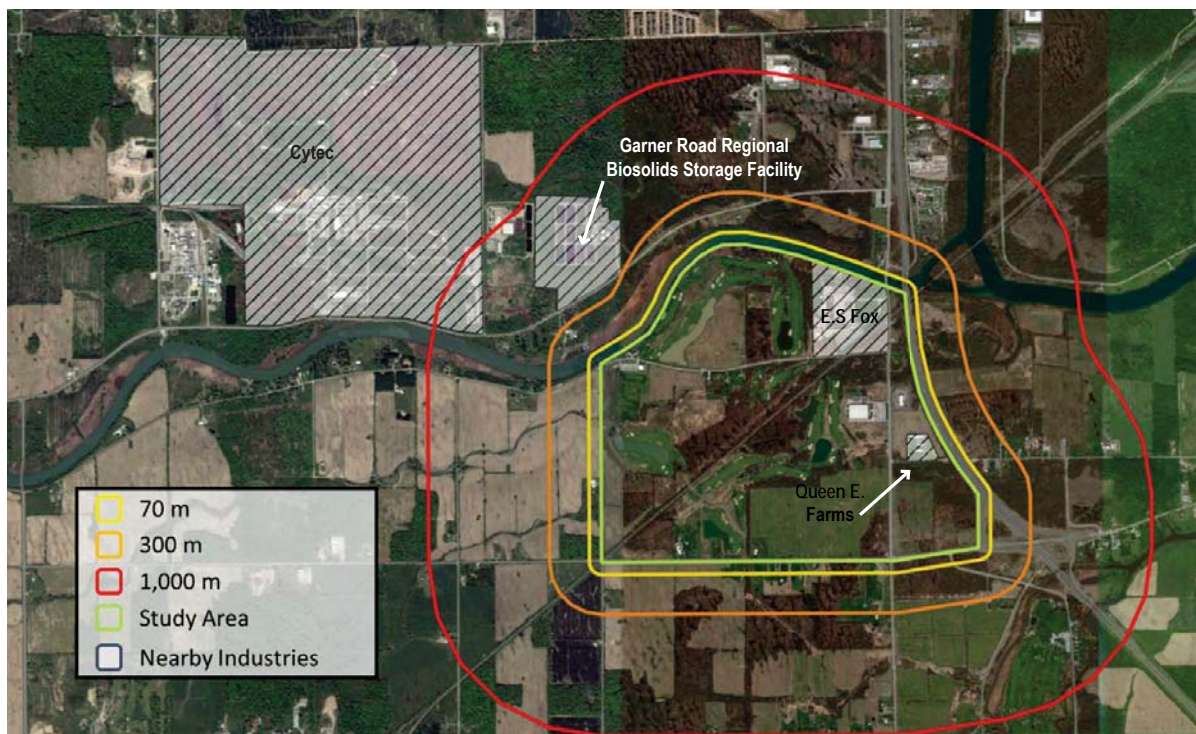 Cytec
Garner Road Regional
Biosolids Storage Facility
E.S Fox
Queen E.
Farms
70 m
300 m
1,000 m
Study Area
Nearby Industries